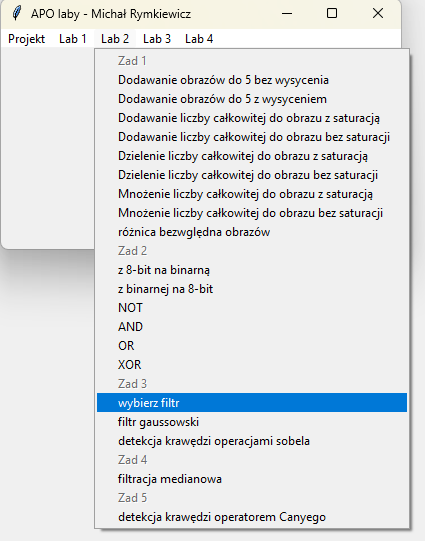 APO laby - Michał Rymkiewicz
Projekt Lab 1 Lab 2 Lab 3 Lab 4
Zad 1
Dodawanie obrazów do 5 bez wysycenia
Dodawanie obrazów do 5 z wysyceniem
Dodawanie liczby całkowitej do obrazu z saturacją
Dodawanie liczby całkowitej do obrazu bez saturacji
Dzielenie liczby całkowitej do obrazu z saturacją
Dzielenie liczby całkowitej do obrazu bez saturacji
Mnożenie liczby całkowitej do obrazu z saturacją
Mnożenie liczby całkowitej do obrazu bez saturacji
różnica bezwględna obrazów
Zad 2
z 8-bit na binarną
z binarnej na 8-bit
NOT
AND
OR
XOR
Zad 3
wybierz filtr
filtr gaussowski
detekcja krawędzi operacjami sobela
Zad 4
filtracja medianowa
Zad 5
detekcja krawędzi operatorem Canyego